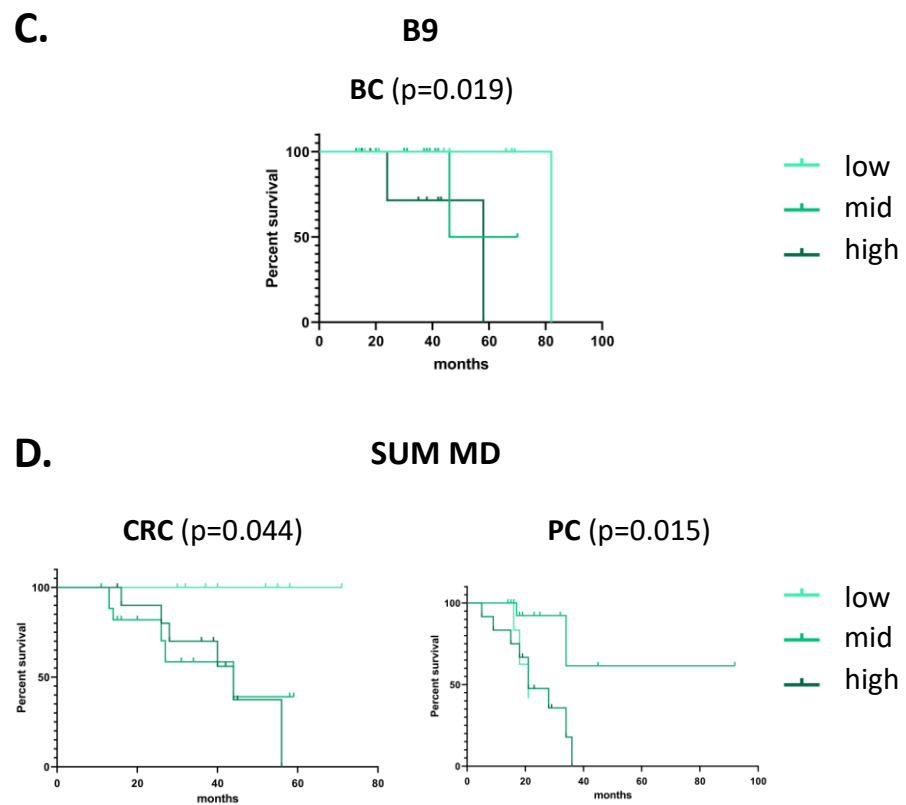 C.
B9
BC (p=0.019)
Percent survival
100
50
0
0 20 40 60 80 100
months
low
mid
high
D.
SUM MD
CRC (p=0.044)
Percent survival
100
50
0
0 20 40 60 80
months
PC (p=0.015)
Percent survival
100
50
0
0 20 40 60 80 100
months
low
mid
high